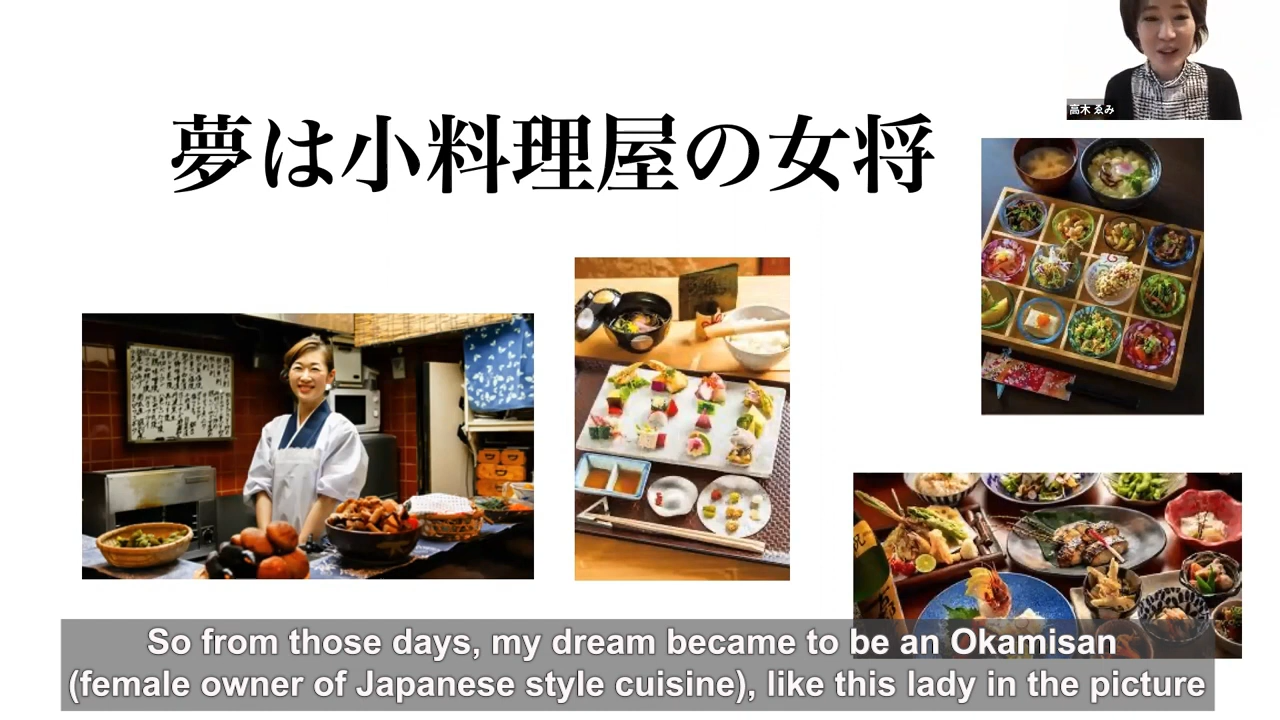 高木 ゑみ
夢は小料理屋の女将
So from those days, my dream became to be an Okamisan
(female owner of Japanese style cuisine), like this lady in the picture